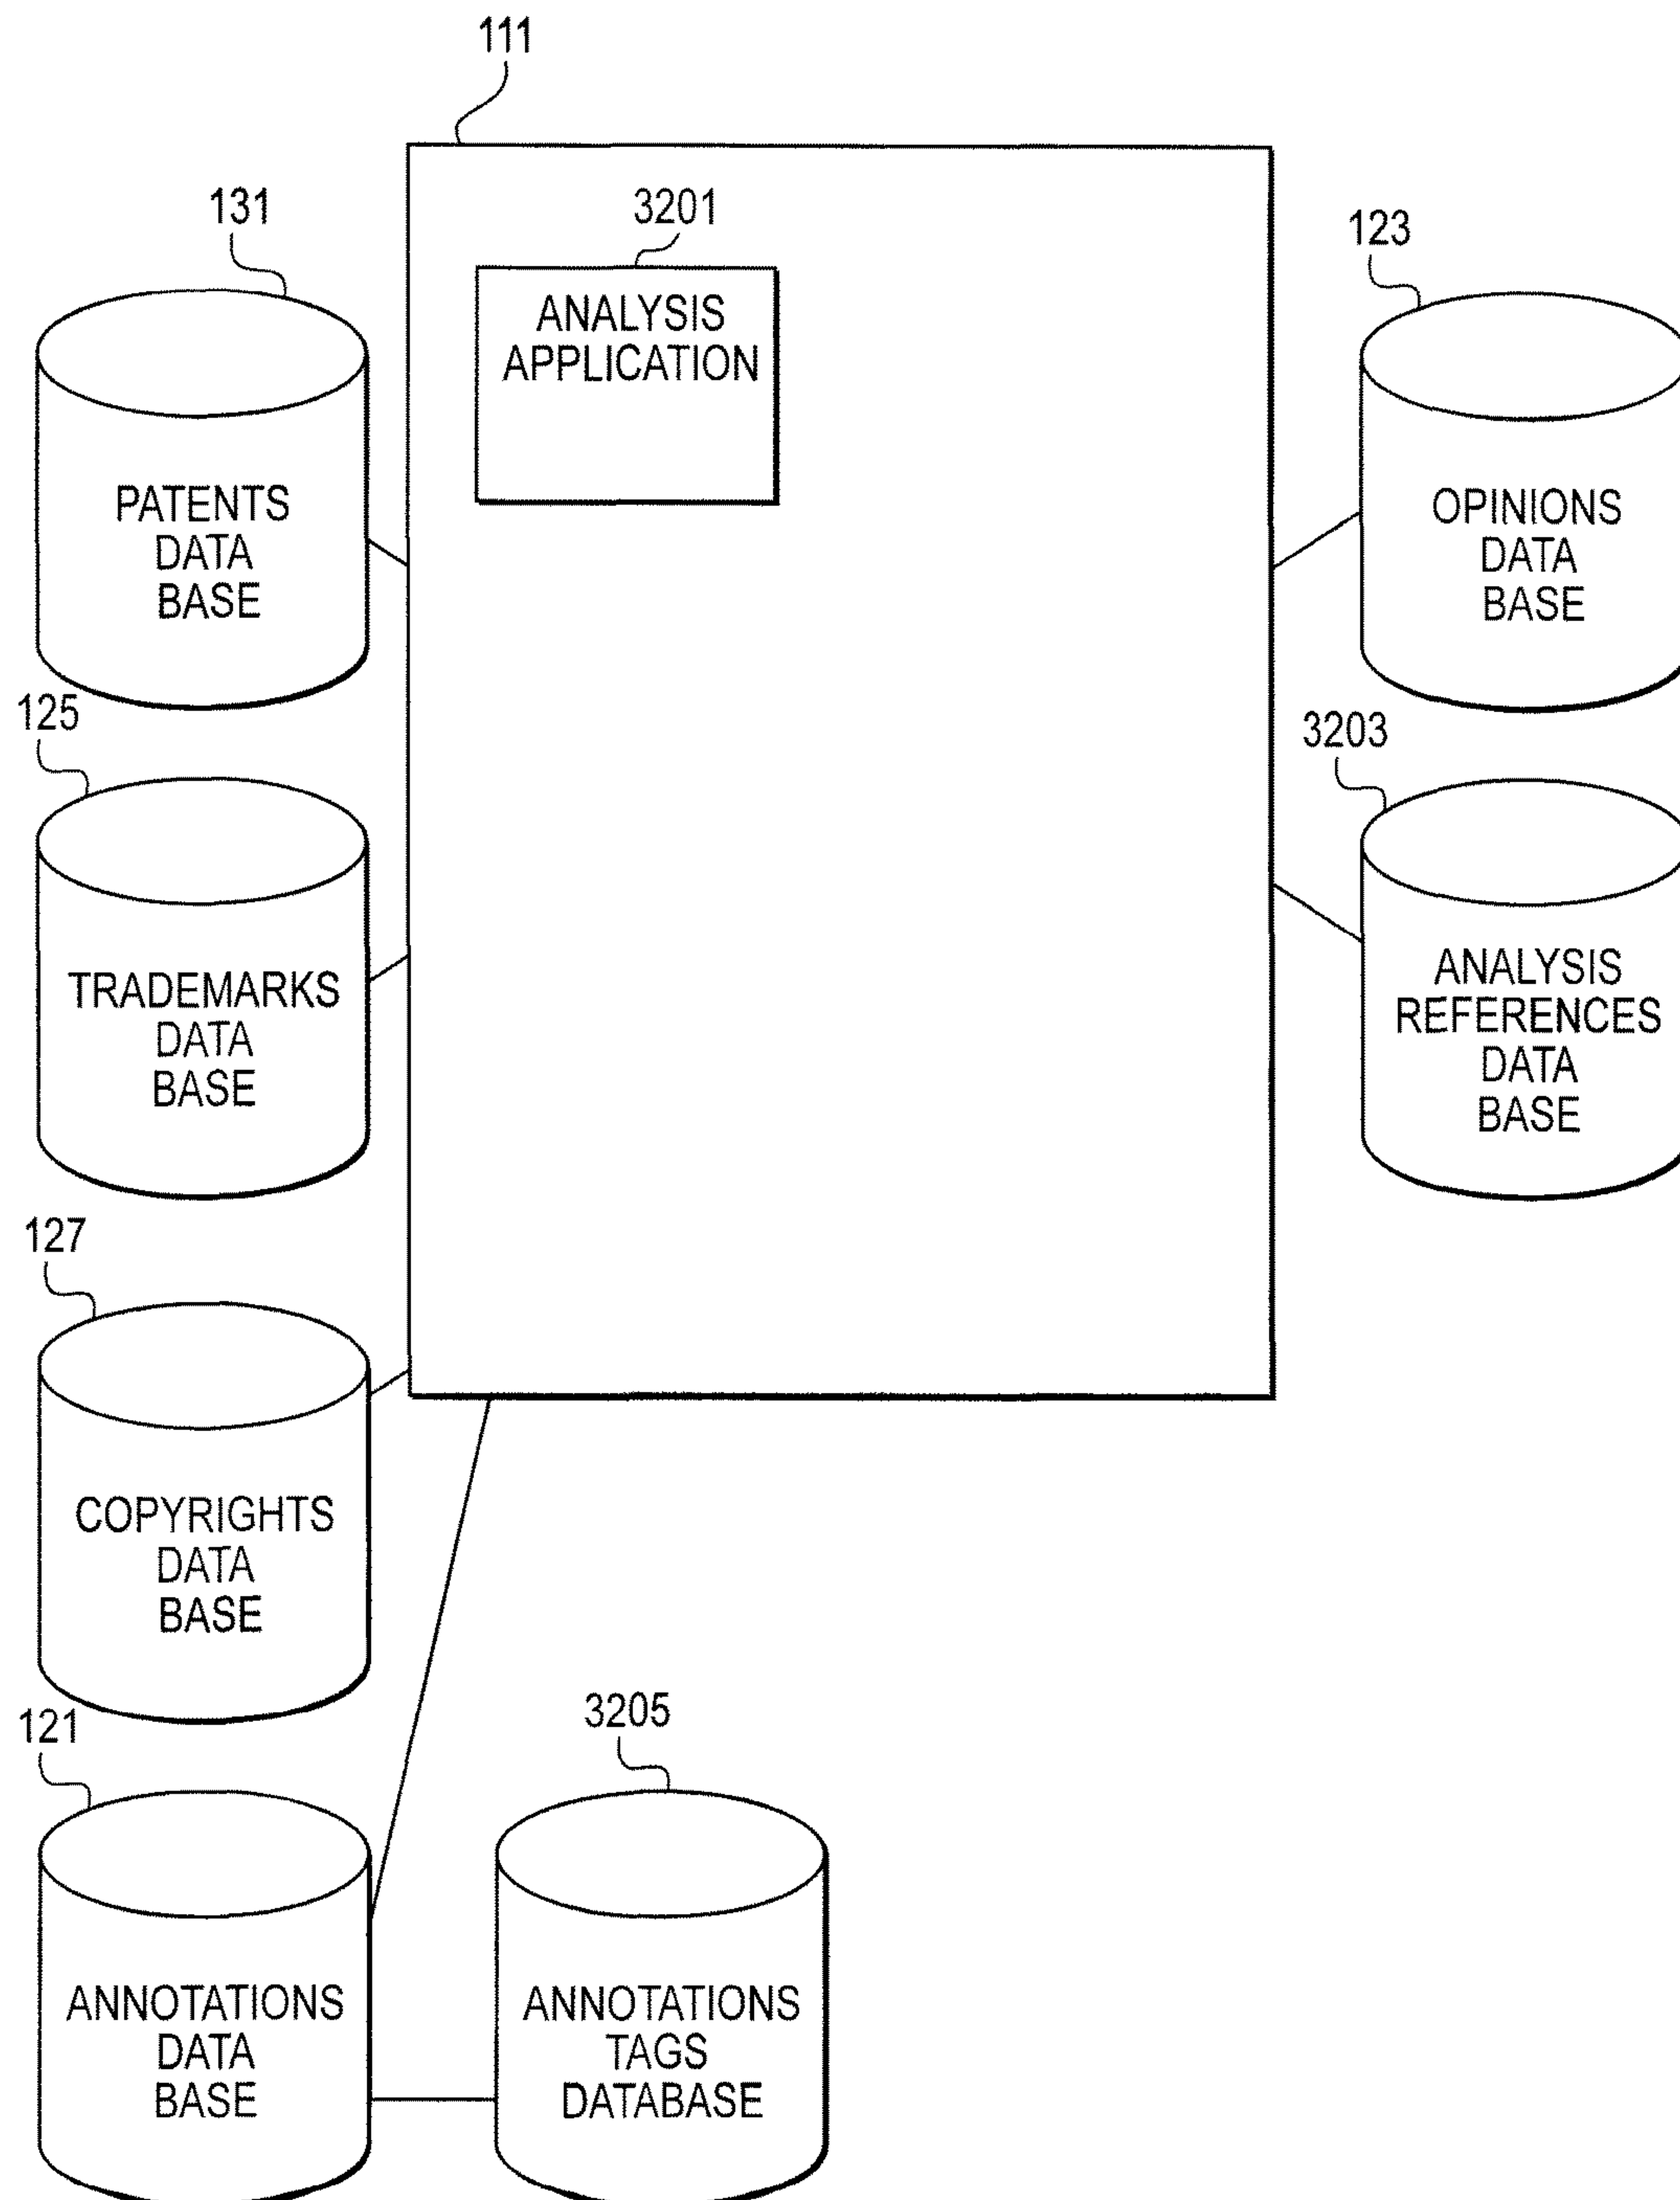 111
131
3201
123
ANALYSIS
APPLICATION
PATENTS
DATA
BASE
OPINIONS
DATA
BASE
125
3203
TRADEMARKS
DATA
BASE
ANALYSIS
REFERENCES
DATA
BASE
127
COPYRIGHTS
DATA
BASE
121
3205
ANNOTATIONS
DATA
BASE
ANNOTATIONS
TAGS
DATABASE